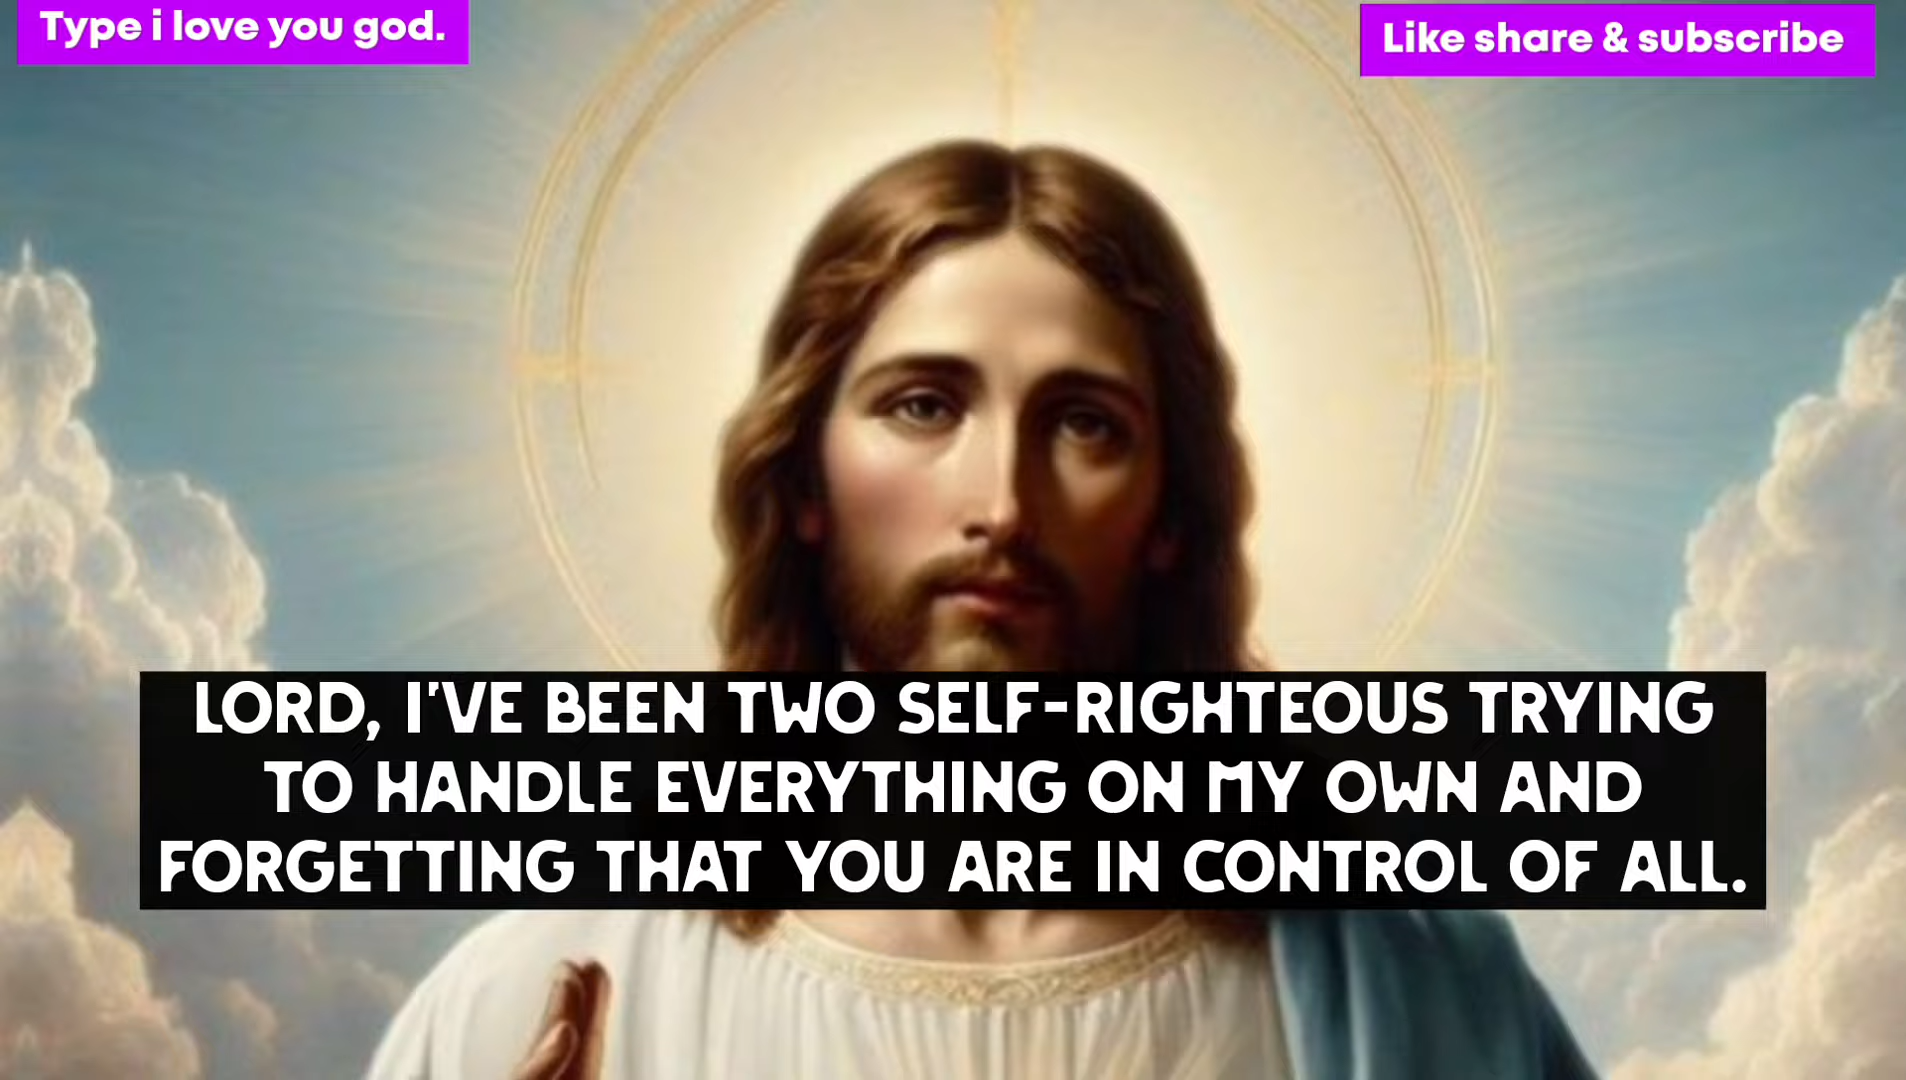 Type i love you god.
Like share & subscribe
LORD, I'VE BEEN TWO SELF-RIGHTEOUS TRYING
TO HANDLE EVERYTHING ON MY OWN AND
FORGETTING THAT YOU ARE IN CONTROL OF ALL.